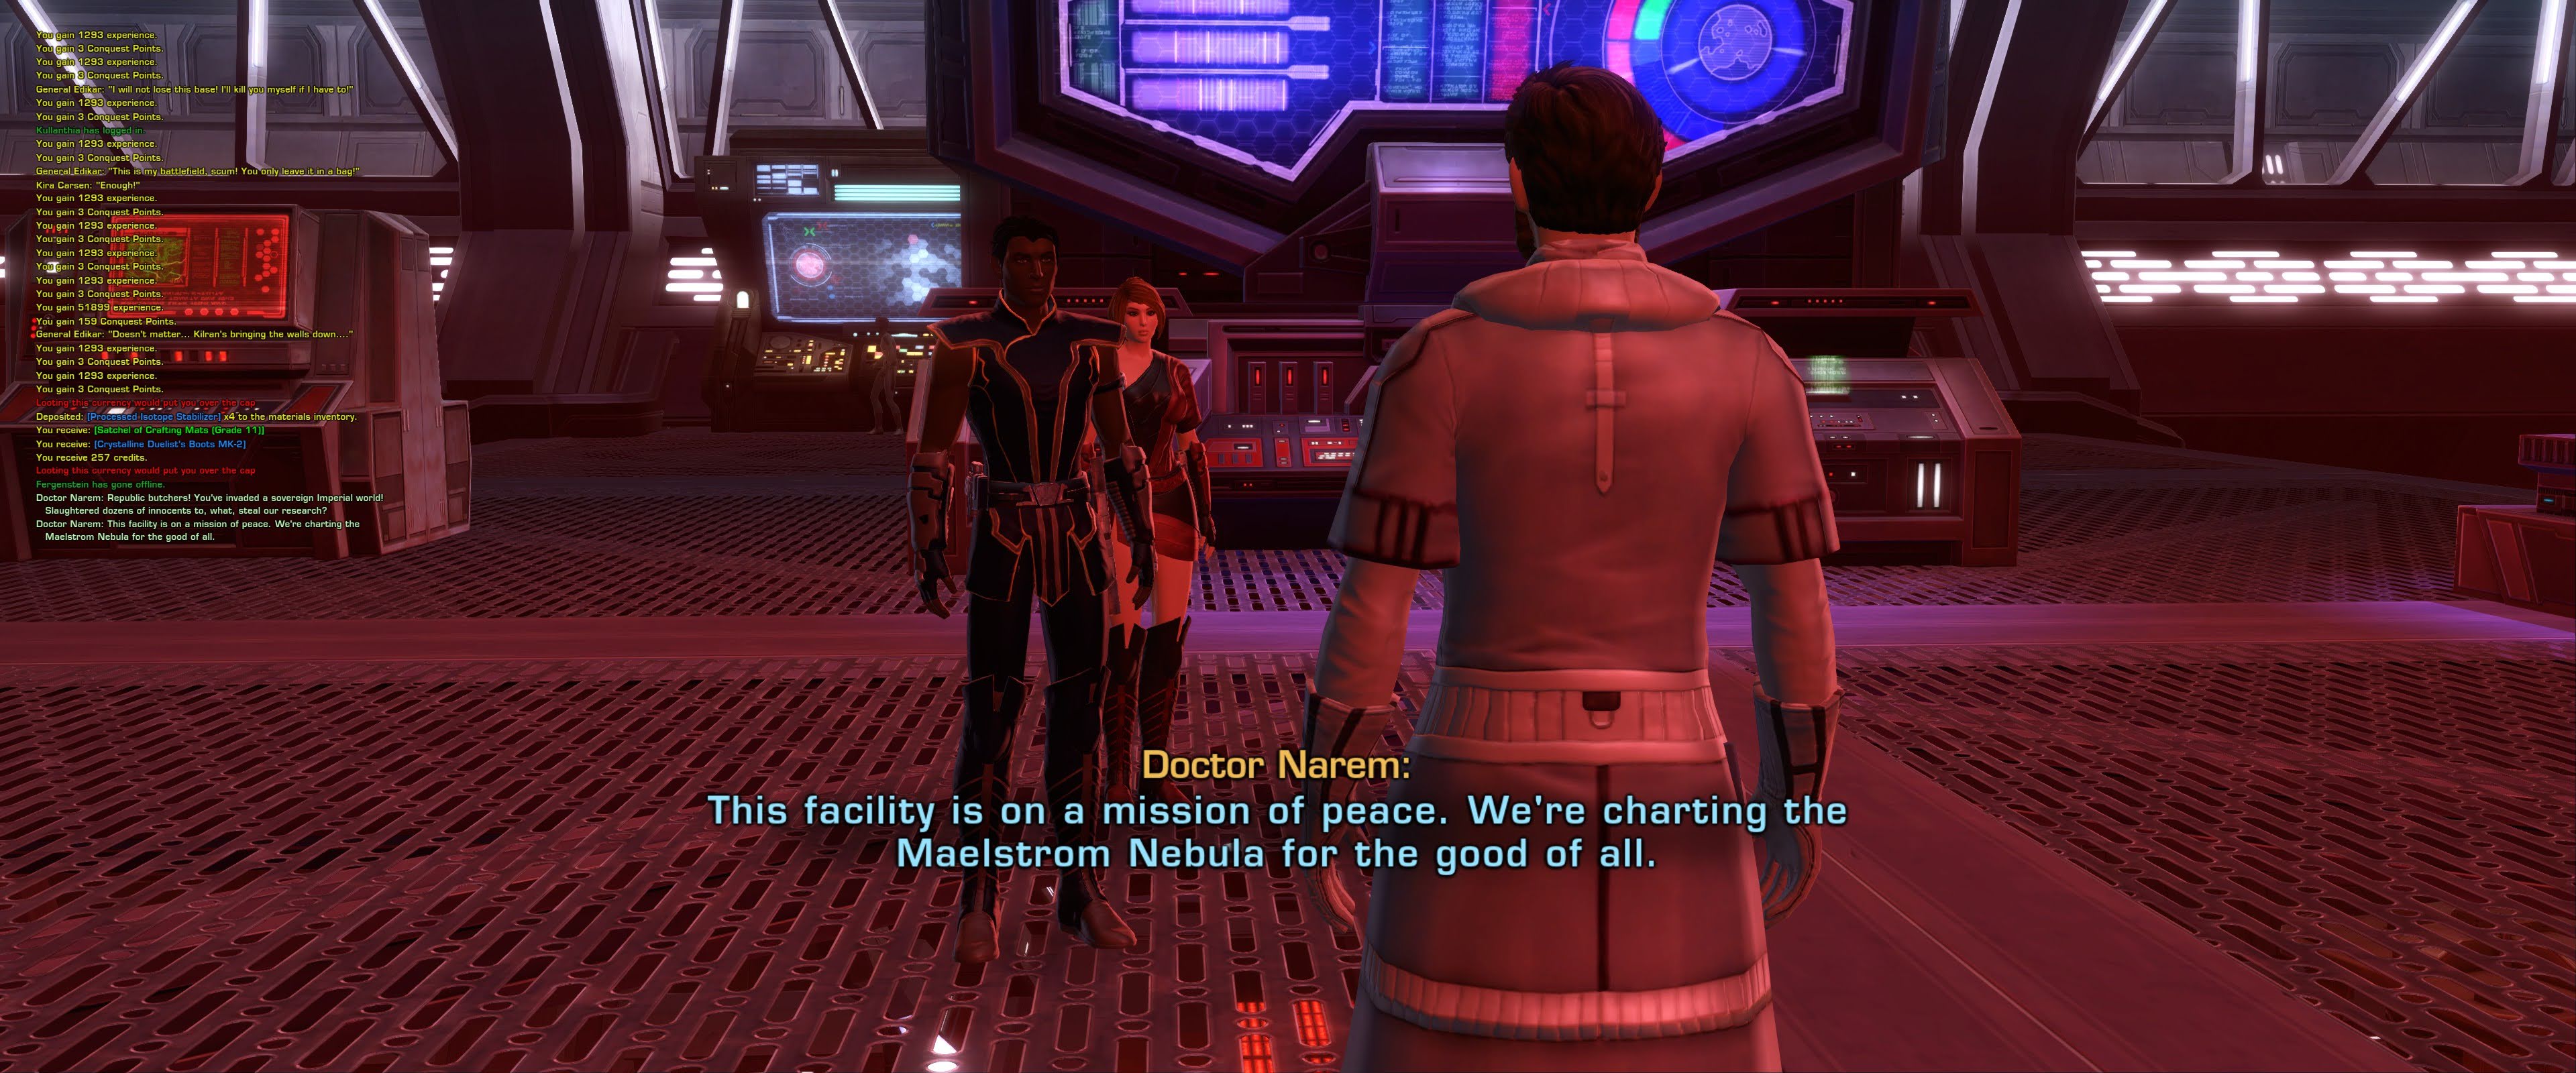 You gain 1293 experience.
You gain 3 Conquest Points.
You gain 1293 experience.
You gain 3 Conquest Points.
General Edikar: "I will not lose this base! I'll kill you myself if I have to!"
You gain 1293 experience.
You gain 3 Conquest Points.
Kullanthia has logged in.
You gain 1293 experience.
You gain 3 Conquest Points.
General Edikar: "This is my battlefield, scum! You only leave it in a bag!"
Kira Carsen: "Enough!"
You gain 1293 experience.
You gain 3 Conquest Points.
You gain 1293 experience.
You gain 3 Conquest Points.
You gain 1293 experience.
You gain 3 Conquest Points.
You gain 1293 experience.
You gain 3 Conquest Points.
You gain 51899 experience.
You gain 159 Conquest Points.
General Edikar: "Doesn't matter... Kilran's bringing the walls down...."
You gain 1293 experience.
You gain 3 Conquest Points.
You gain 1293 experience.
You gain 3 Conquest Points.
Looting this currency would put you over the cap
Deposited: [Processed Isotope Stabilizer] x4 to the materials inventory.
You receive: [Satchel of Crafting Mats (Grade 11)]
You receive: [Crystalline Duelist's Boots MK-2]
You receive 257 credits.
Looting this currency would put you over the cap
Fergenstein has gone offline.
Doctor Narem: Republic butchers! You've invaded a sovereign Imperial world!
Slaughtered dozens of innocents to, what, steal our research?
Doctor Narem: This facility is on a mission of peace. We're charting the
Maelstrom Nebula for the good of all.
Doctor Narem:
This facility is on a mission of peace. We're charting the
Maelstrom Nebula for the good of all.